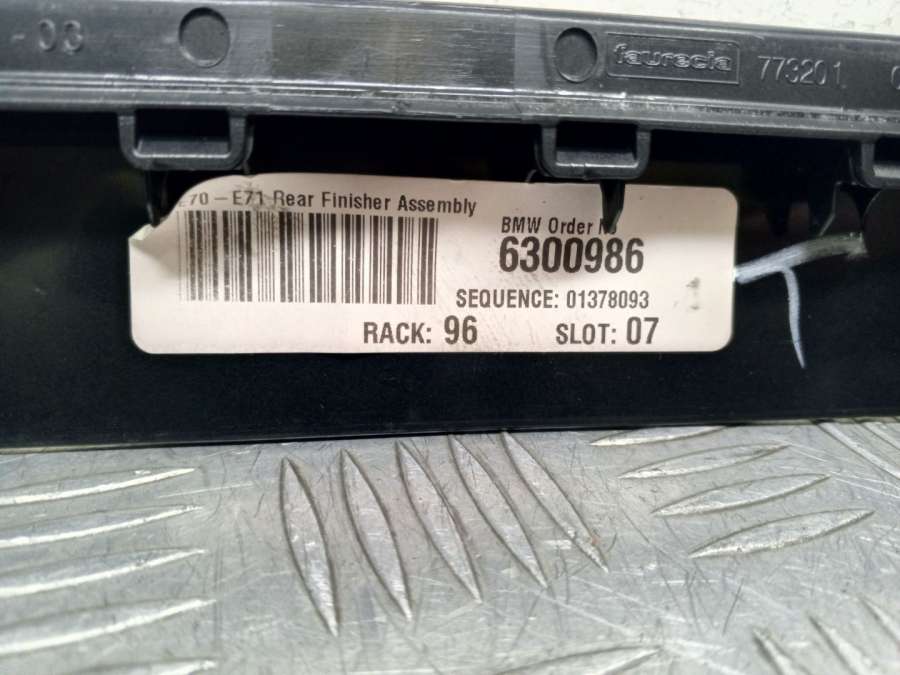 -03
faurecia 773201
E70 - E71 Rear Finisher Assembly
BMW Order No
6300986
SEQUENCE: 01378093
RACK: 96 SLOT: 07